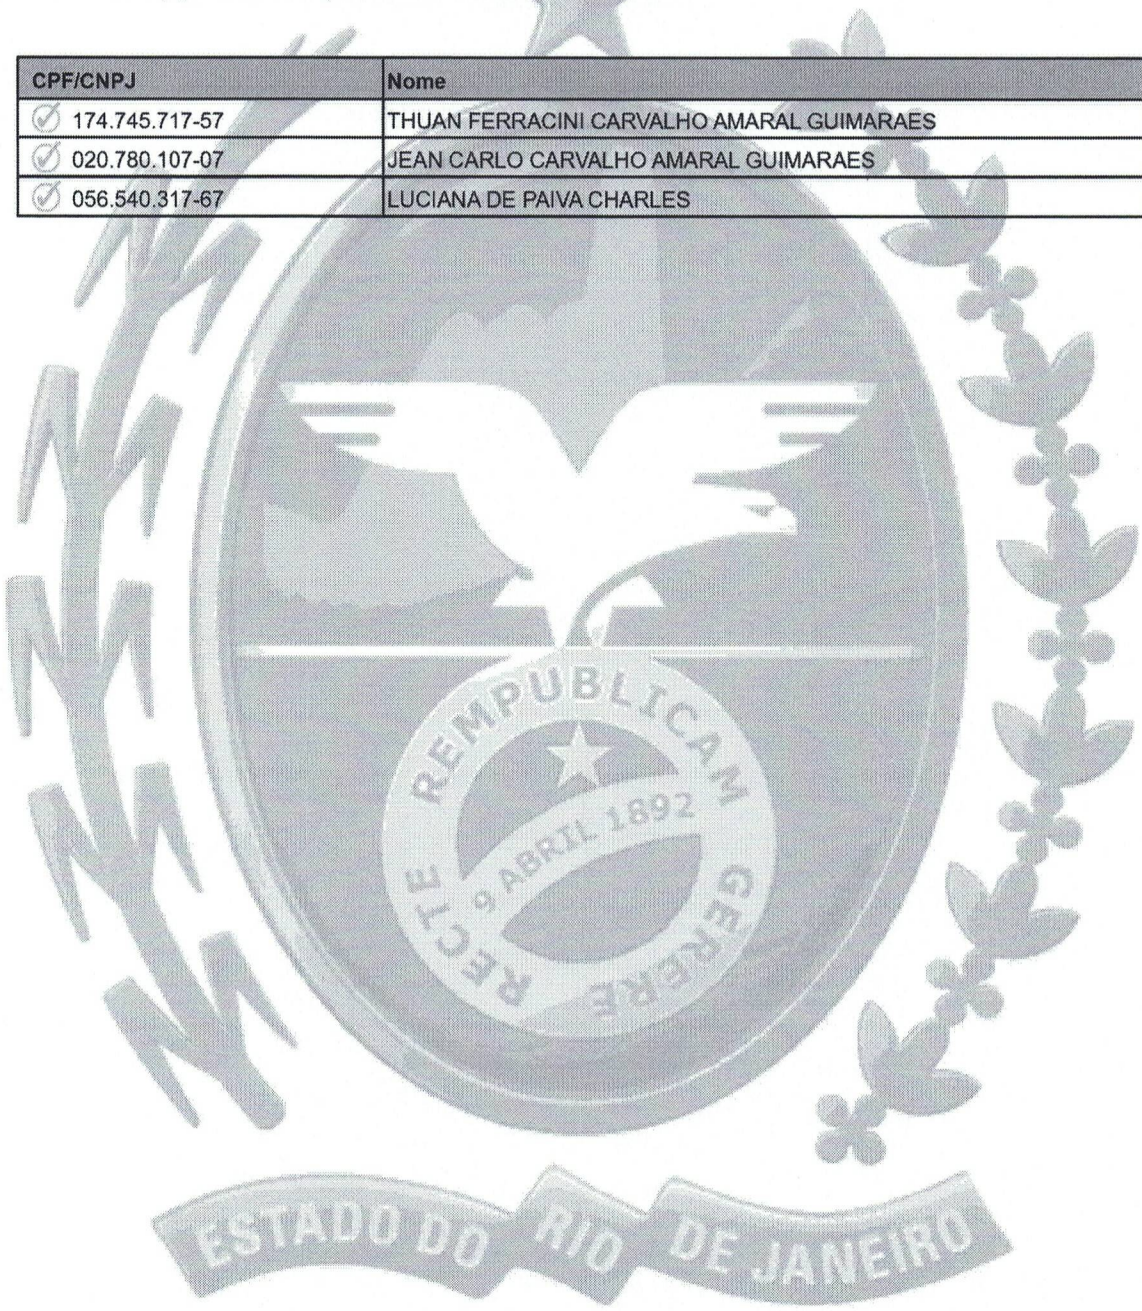 CPF/CNPJ Nome
174.745.717-57 THUAN FERRACINI CARVALHO AMARAL GUIMARAES
020.780.107-07 JEAN CARLO CARVALHO AMARAL GUIMARAES
056.540.317-67 LUCIANA DE PAIVA CHARLES
RECTE REMPUBLICAM GERERE
9 ABRIL 1892
ESTADO DO RIO DE JANEIRO